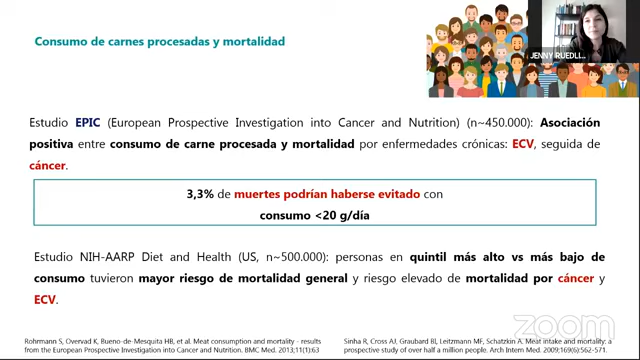 Consumo de carnes procesadas y mortalidad
JENNY RUEDLI...
Estudio EPIC (European Prospective Investigation into Cancer and Nutrition) (n~450.000): Asociación
positiva entre consumo de carne procesada y mortalidad por enfermedades crónicas: ECV, seguida de
cáncer.
3,3% de muertes podrían haberse evitado con
consumo <20 g/día
Estudio NIH-AARP Diet and Health (US, n~500.000): personas en quintil más alto vs más bajo de
consumo tuvieron mayor riesgo de mortalidad general y riesgo elevado de mortalidad por cáncer y
ECV.
zoom
Rohrmann S, Overvad K, Bueno-de-Mesquita HB, et al. Meat consumption and mortality - results
from the European Prospective Investigation into Cancer and Nutrition. BMC Med. 2013;11(1):63
Sinha R, Cross AJ, Graubard BI, Leitzmann MF, Schatzkin A. Meat intake and mortality: a
prospective study of over half a million people. Arch Intern Med. 2009;169(6):562-571.